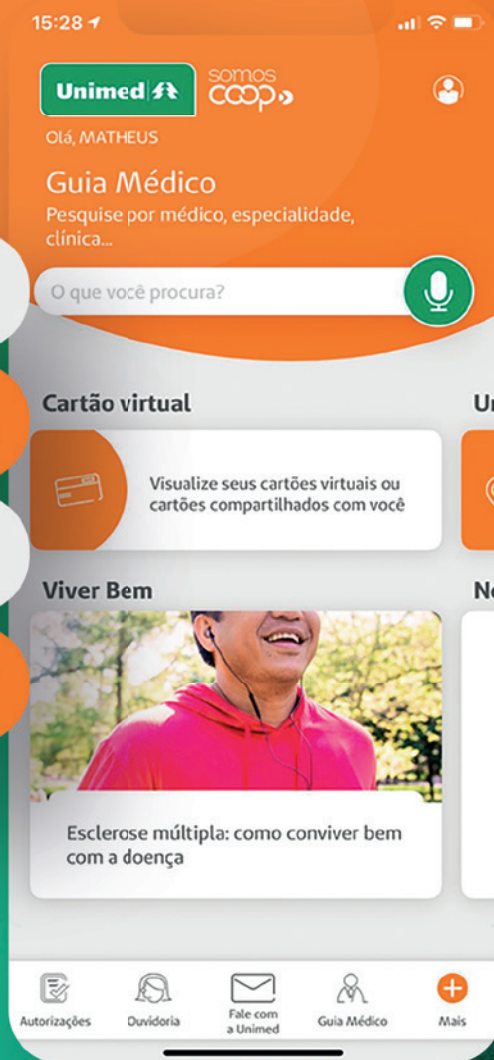 15:28
Unimed
somos
coop
Olá, MATHEUS
Guia Médico
Pesquise por médico, especialidade,
clínica...
O que você procura?
Cartão virtual
Visualize seus cartões virtuais ou
cartões compartilhados com você
Viver Bem
Esclerose múltipla: como conviver bem
com a doença
Autorizações
Ouvidoria
Fale com
a Unimed
Guia Médico
Mais